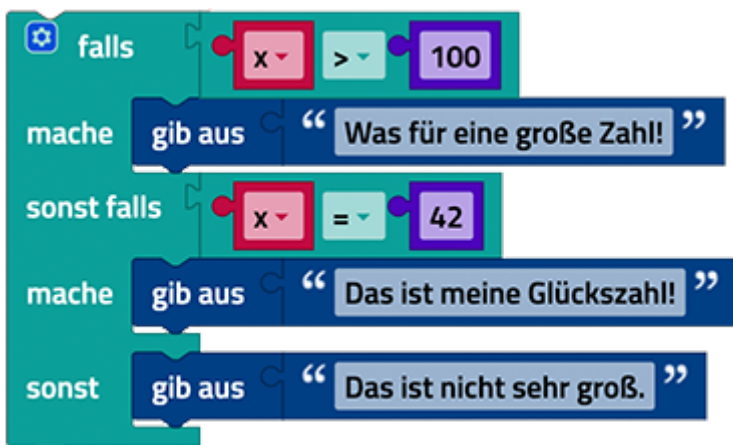 falls x > 100
mache gib aus “ Was für eine große Zahl! ”
sonst falls x = 42
mache gib aus “ Das ist meine Glückszahl! ”
sonst gib aus “ Das ist nicht sehr groß. ”